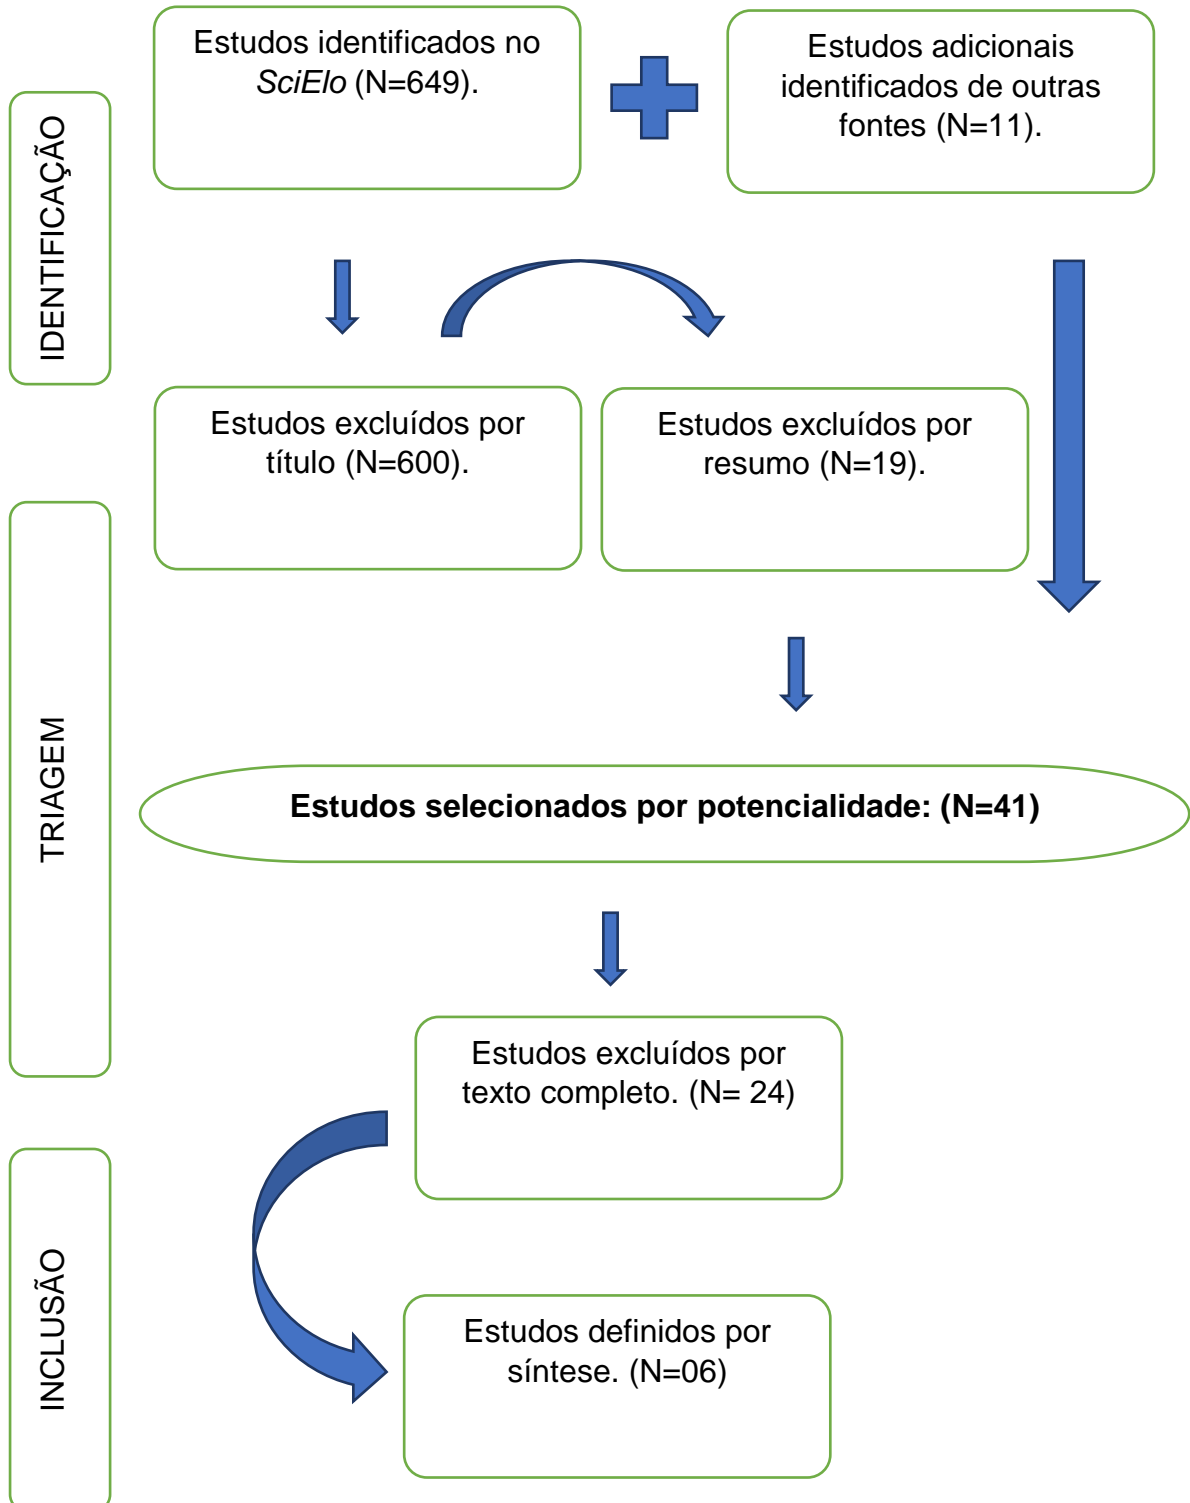 IDENTIFICAÇÃO
Estudos identificados no
SciElo (N=649).
Estudos adicionais
identificados de outras
fontes (N=11).
Estudos excluídos por
título (N=600).
Estudos excluídos por
resumo (N=19).
TRIAGEM
Estudos selecionados por potencialidade: (N=41)
Estudos excluídos por
texto completo. (N= 24)
INCLUSÃO
Estudos definidos por
síntese. (N=06)